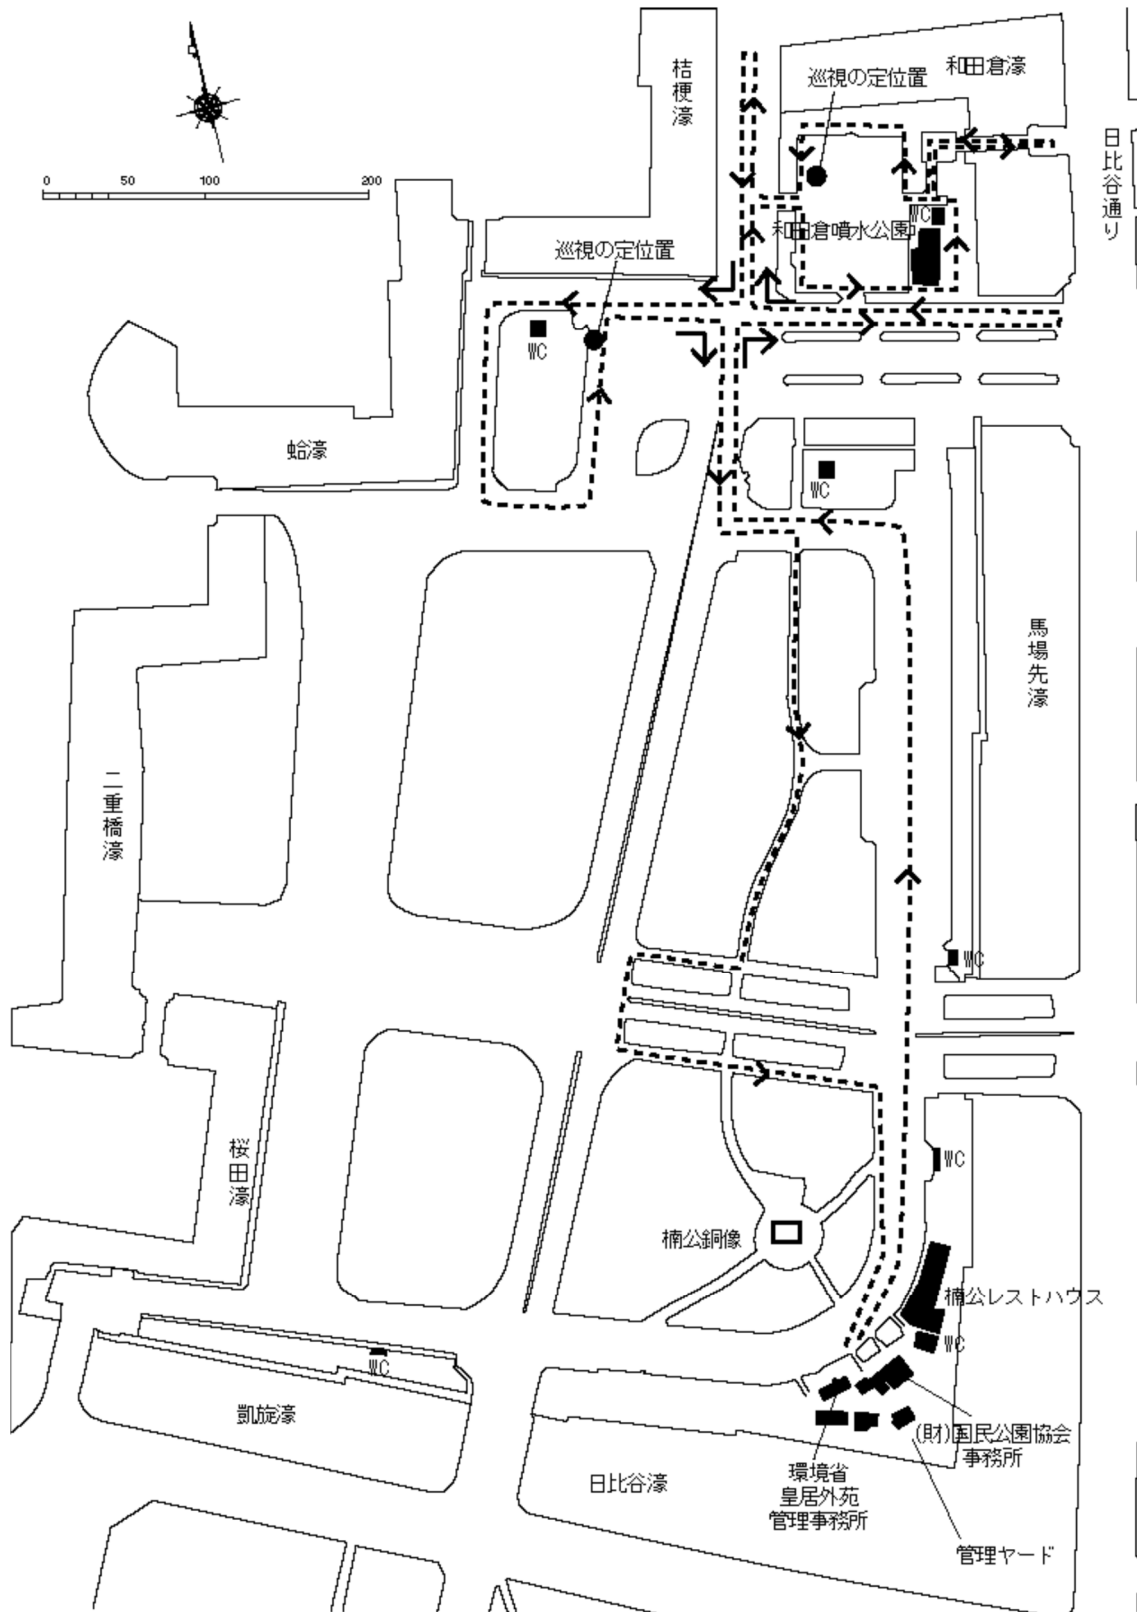 桔梗濠
和田倉濠
巡視の定位置
日比谷通り
0 50 100 200
WC
和田倉噴水公園
巡視の定位置
WC
蛤濠
WC
馬場先濠
二重橋濠
WC
桜田濠
WC
楠公銅像
楠公レストハウス
WC
WC
凱旋濠
(財)国民公園協会
事務所
日比谷濠
環境省
皇居外苑
管理事務所
管理ヤード